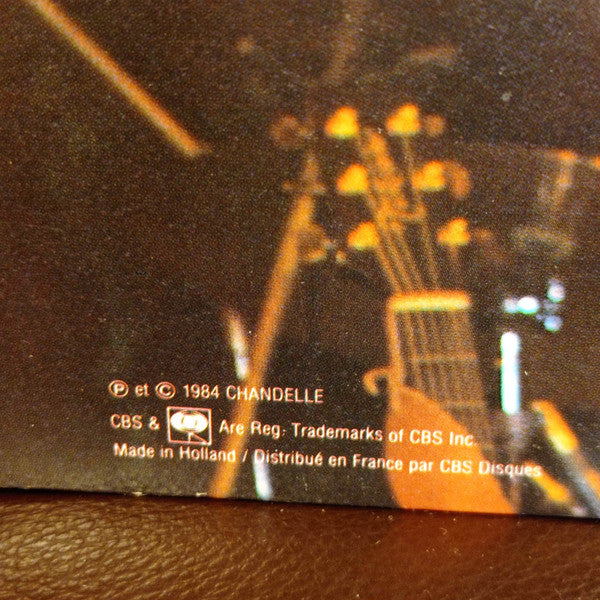 Ⓟ et © 1984 CHANDELLE
CBS & Are Reg. Trademarks of CBS Inc.
Made in Holland / Distribué en France par CBS Disques